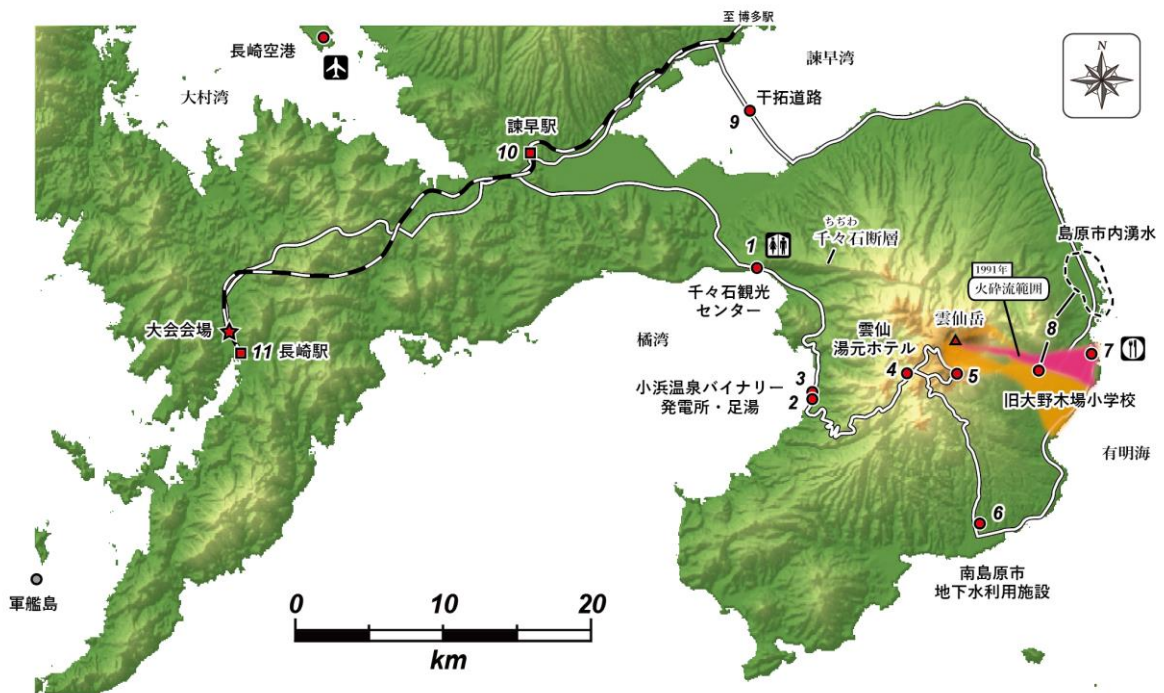 至 博多駅
長崎空港
大村湾
諫早湾
N
干拓道路
9
諫早駅
10
ちぢわ
千々石断層
1
千々石観光
センター
島原市内湧水
1991年
火砕流範囲
8
大会会場
11 長崎駅
橘湾
雲仙
湯元ホテル
雲仙岳
7
4
5
3
2
小浜温泉バイナリー
発電所・足湯
旧大野木場小学校
有明海
6
南島原市
地下水利用施設
軍艦島
0 10 20
km